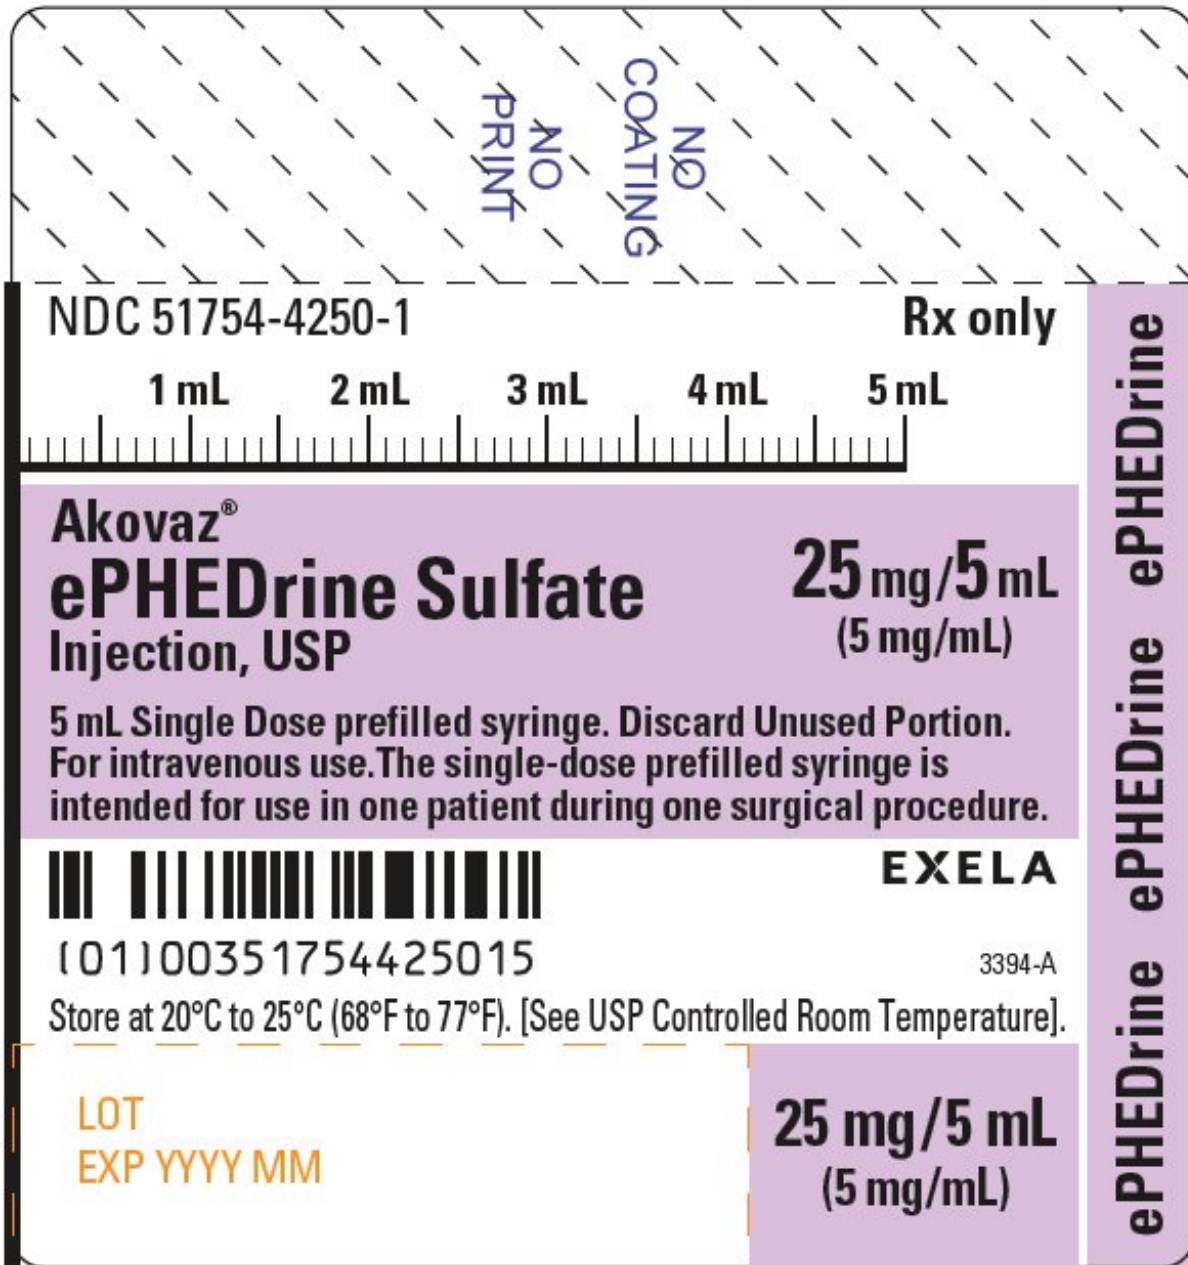 NO
COATING
NO
PRINT
NDC 51754-4250-1
Rx only
1 mL 2 mL 3 mL 4 mL 5 mL
Akovaz®
ePHEDrine Sulfate
Injection, USP
25 mg/5 mL
(5 mg/mL)
5 mL Single Dose prefilled syringe. Discard Unused Portion.
For intravenous use.The single-dose prefilled syringe is
intended for use in one patient during one surgical procedure.
EXELA
(01)00351754425015
3394-A
Store at 20°C to 25°C (68°F to 77°F). [See USP Controlled Room Temperature].
LOT
EXP YYYY MM
25 mg/5 mL
(5 mg/mL)
ePHEDrine ePHEDrine ePHEDrine